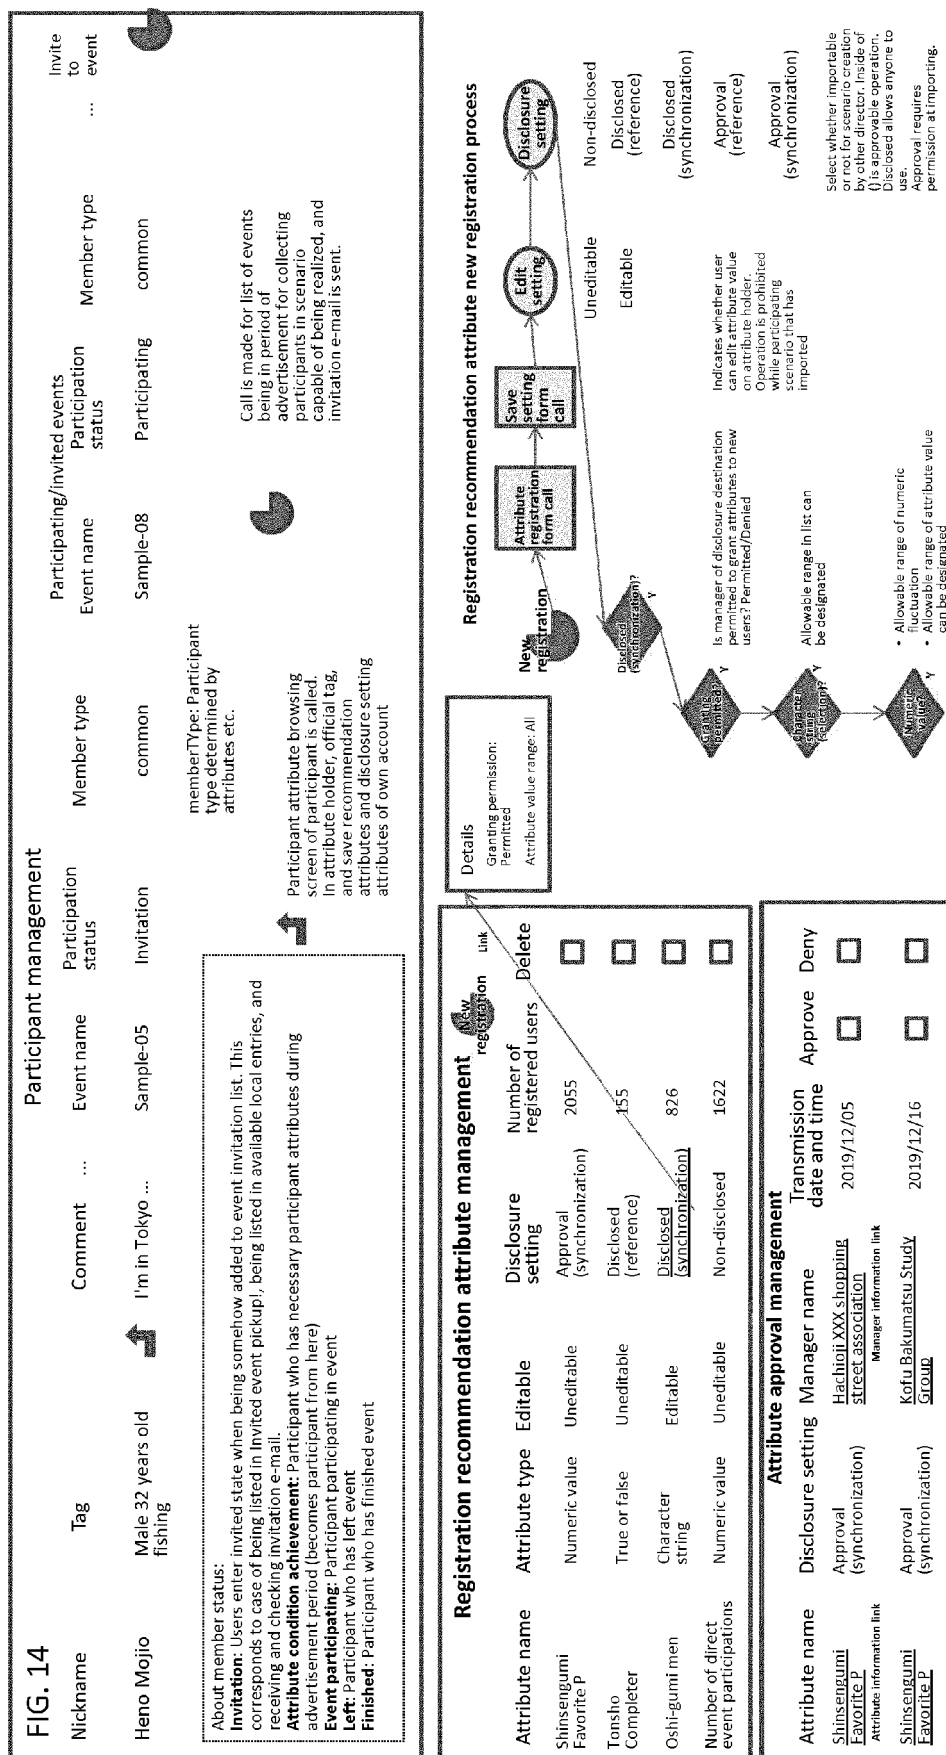 FIG. 14
Participant management
Participating/invited events
Nickname
Tag
Comment
...
Event name
Participation
status
Member type
Event name
Participation
status
Member type
...
Invite
to
event
Heno Mojio
Male 32 years old
fishing
I'm in Tokyo ...
Sample-05
Invitation
common
Sample-08
Participating
common
memberType: Participant
type determined by
attributes etc.
Call is made for list of events
being in period of
advertisement for collecting
participants in scenario
capable of being realized, and
invitation e-mail is sent.
About member status:
Invitation: Users enter invited state when being somehow added to event invitation list. This
corresponds to case of being listed in Invited event pickup!, being listed in available local entries, and
receiving and checking invitation e-mail.
Attribute condition achievement: Participant who has necessary participant attributes during
advertisement period (becomes participant from here)
Event participating: Participant participating in event
Left: Participant who has left event
Finished: Participant who has finished event
Participant attribute browsing
screen of participant is called.
In attribute holder, official tag,
and save recommendation
attributes and disclosure setting
attributes of own account
Registration recommendation attribute management
New
registration
Link
Attribute name
Attribute type
Editable
Disclosure
setting
Number of
registered users
Delete
Shinsengumi
Favorite P
Numeric value
Uneditable
Approval
(synchronization)
2055
Tonsho
Completer
True or false
Uneditable
Disclosed
(reference)
155
Oshi-gumi men
Character
string
Editable
Disclosed
(synchronization)
826
Number of direct
event participations
Numeric value
Uneditable
Non-disclosed
1622
Details
Granting permission:
Permitted
Attribute value range: All
Attribute approval management
Attribute name
Disclosure setting
Manager name
Transmission
date and time
Approve
Deny
Shinsengumi
Favorite P
Attribute information link
Approval
(synchronization)
Hachioji XXX shopping
street association
Manager information link
2019/12/05
Shinsengumi
Favorite P
Approval
(synchronization)
Kofu Bakumatsu Study
Group
2019/12/16
Registration recommendation attribute new registration process
New
registration
Attribute
registration
form call
Save
setting
form
call
Edit
setting
Disclosure
setting
Uneditable
Editable
Non-disclosed
Disclosed
(reference)
Disclosed
(synchronization)
Approval
(reference)
Approval
(synchronization)
Disclosed
(synchronization)?
Y
Granting
permitted?
Y
Is manager of disclosure destination
permitted to grant attributes to new
users? Permitted/Denied
Character
string
(selection)?
Y
Allowable range in list can
be designated
Numeric
value?
Y
• Allowable range of numeric
fluctuation
• Allowable range of attribute value
can be designated
Indicates whether user
can edit attribute value
on attribute holder.
Operation is prohibited
while participating
scenario that has
imported
Select whether importable
or not for scenario creation
by other director. Inside of
() is approvable operation.
Disclosed allows anyone to
use.
Approval requires
permission at importing.